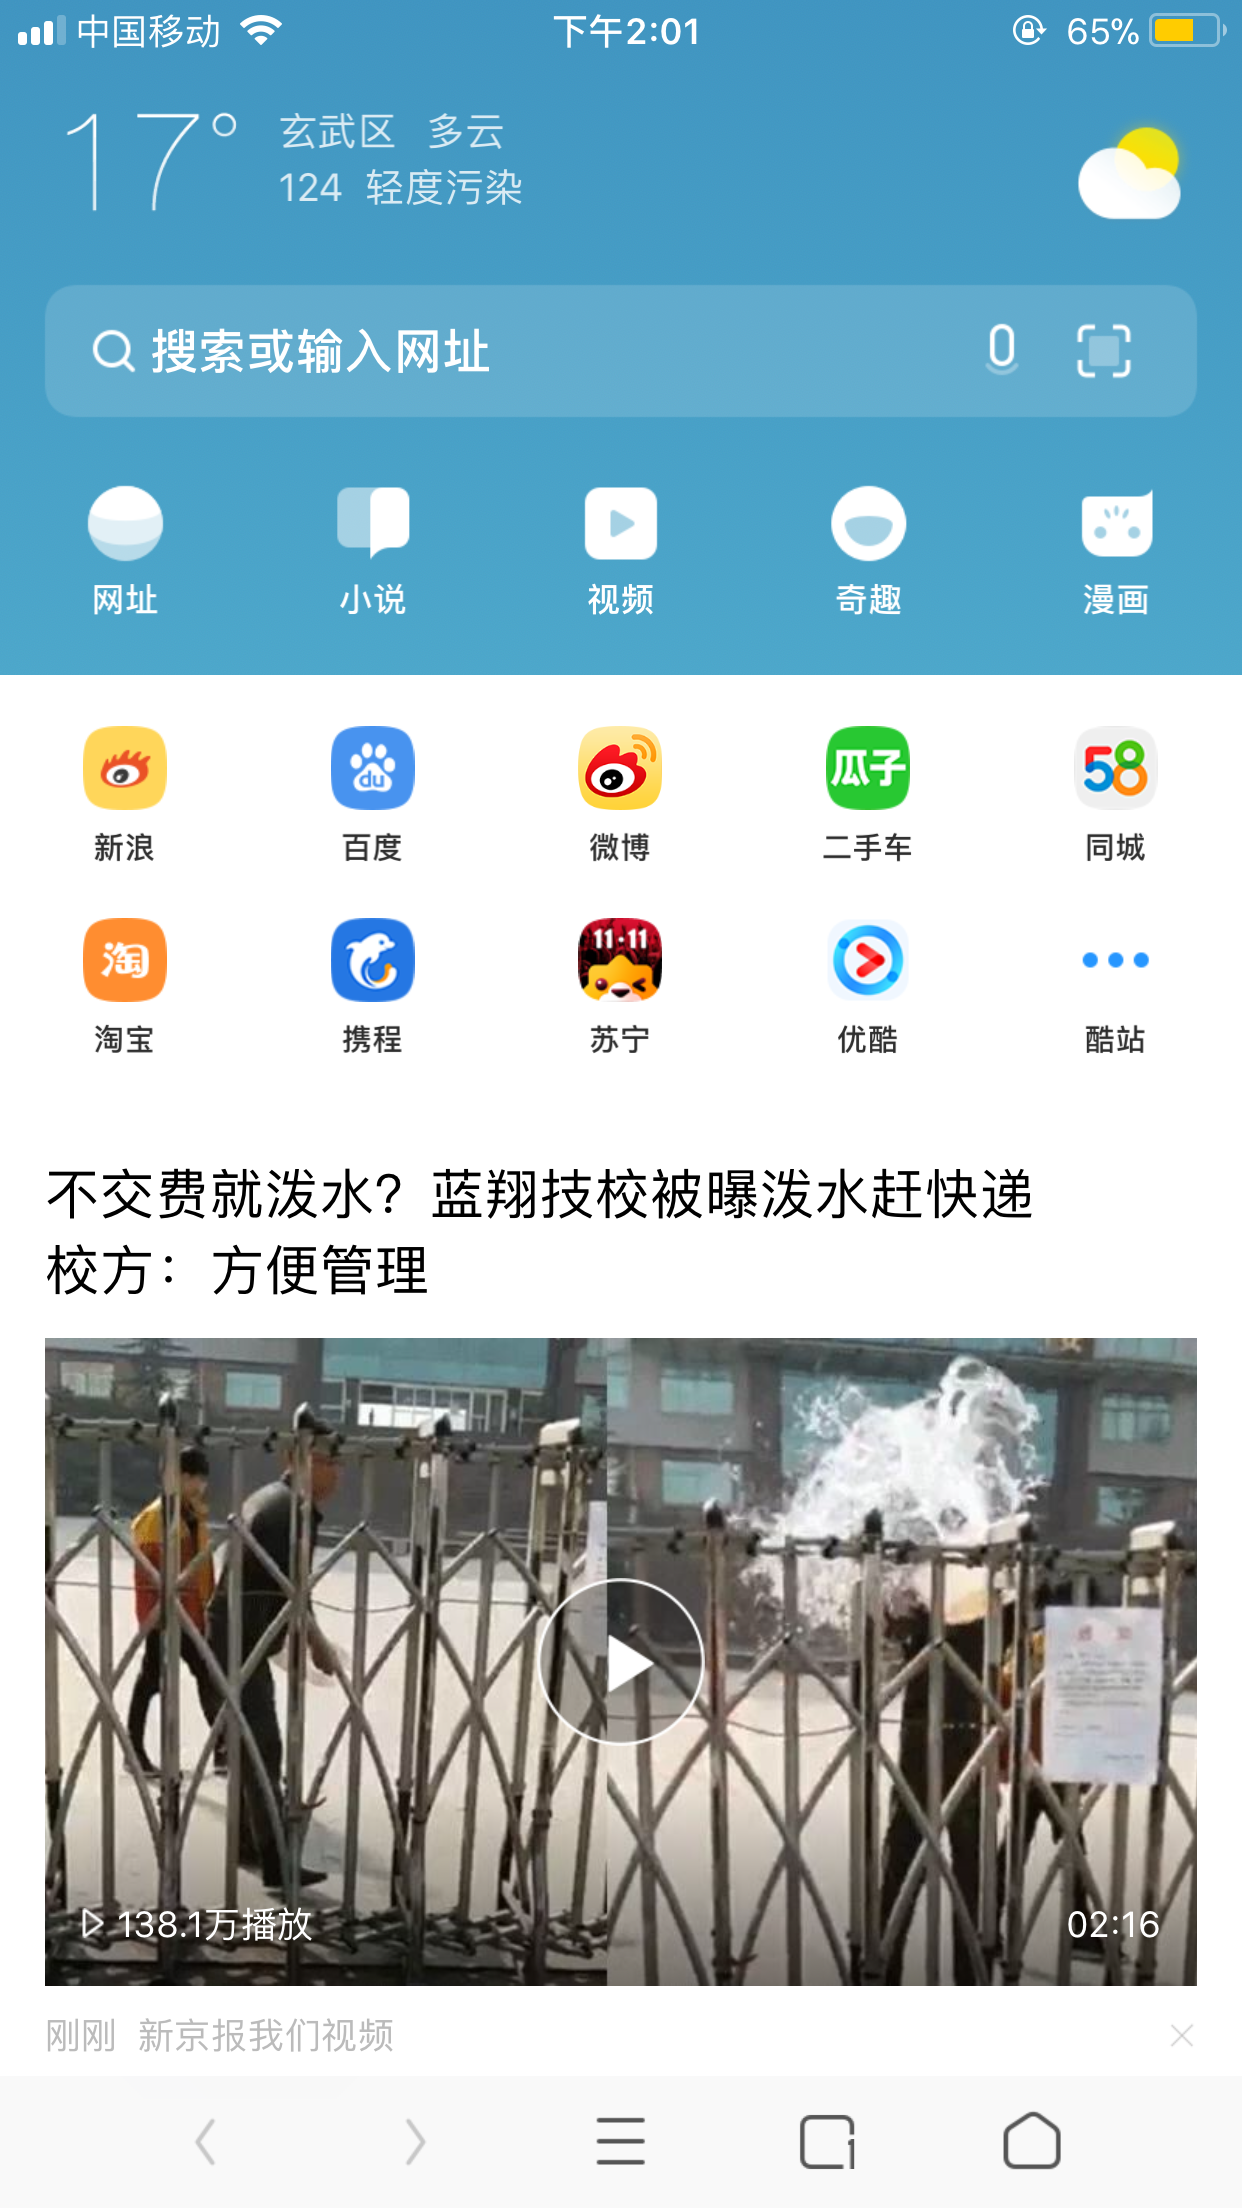 中国移动 下午2:01 65%
17° 玄武区 多云
124 轻度污染
搜索或输入网址
网址 小说 视频 奇趣 漫画
du 瓜子 58
新浪 百度 微博 二手车 同城
淘 11·11
淘宝 携程 苏宁 优酷 酷站
不交费就泼水？蓝翔技校被曝泼水赶快递
校方：方便管理
138.1万播放 02:16
刚刚 新京报我们视频
1